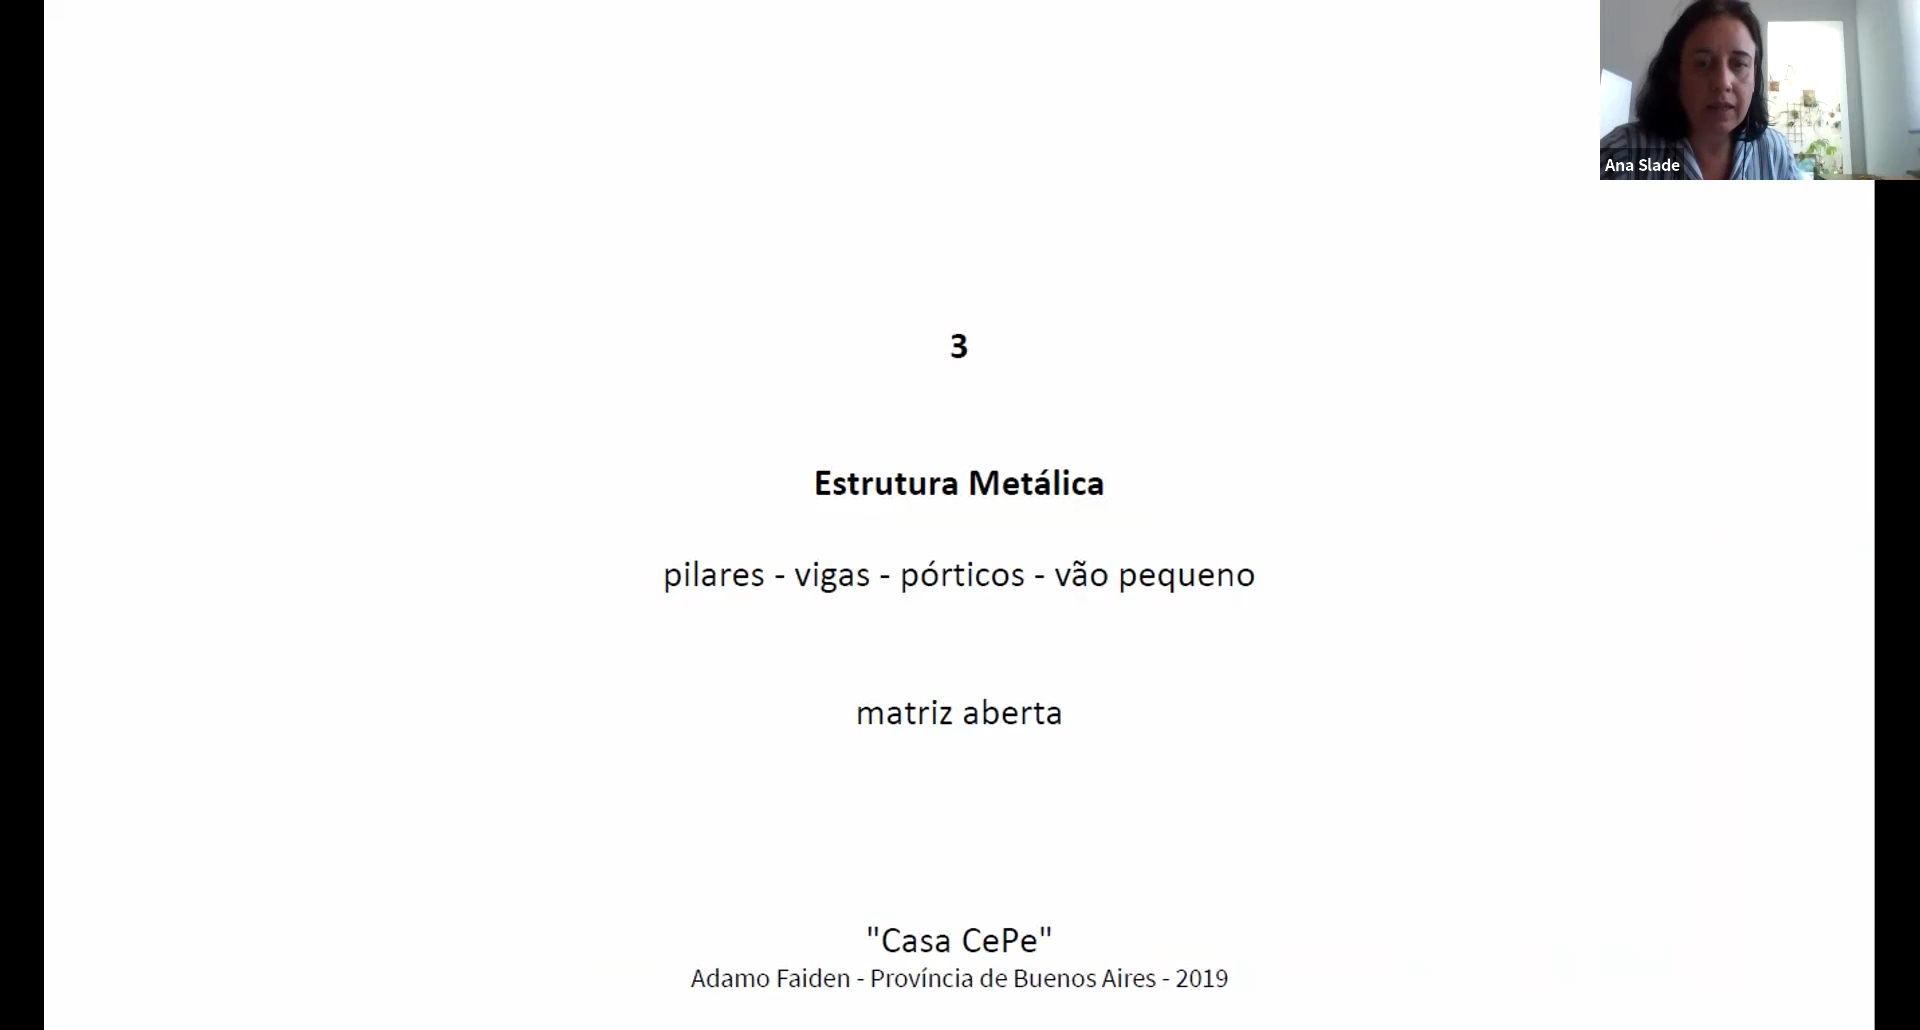 Ana Slade
3
Estrutura Metálica
pilares - vigas - pórticos - vão pequeno
matriz aberta
"Casa CePe"
Adamo Faiden - Província de Buenos Aires - 2019